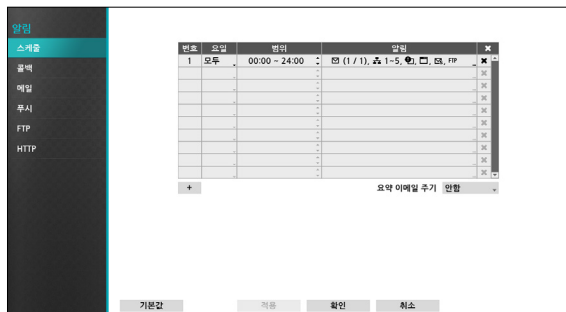 알림
스케줄
콜백
메일
푸시
FTP
HTTP
번호 요일 범위 알림
1 모두 00:00 ~ 24:00 (1 / 1), 1~5, FTP
+ 요약 이메일 주기 안함
기본값 적용 확인 취소